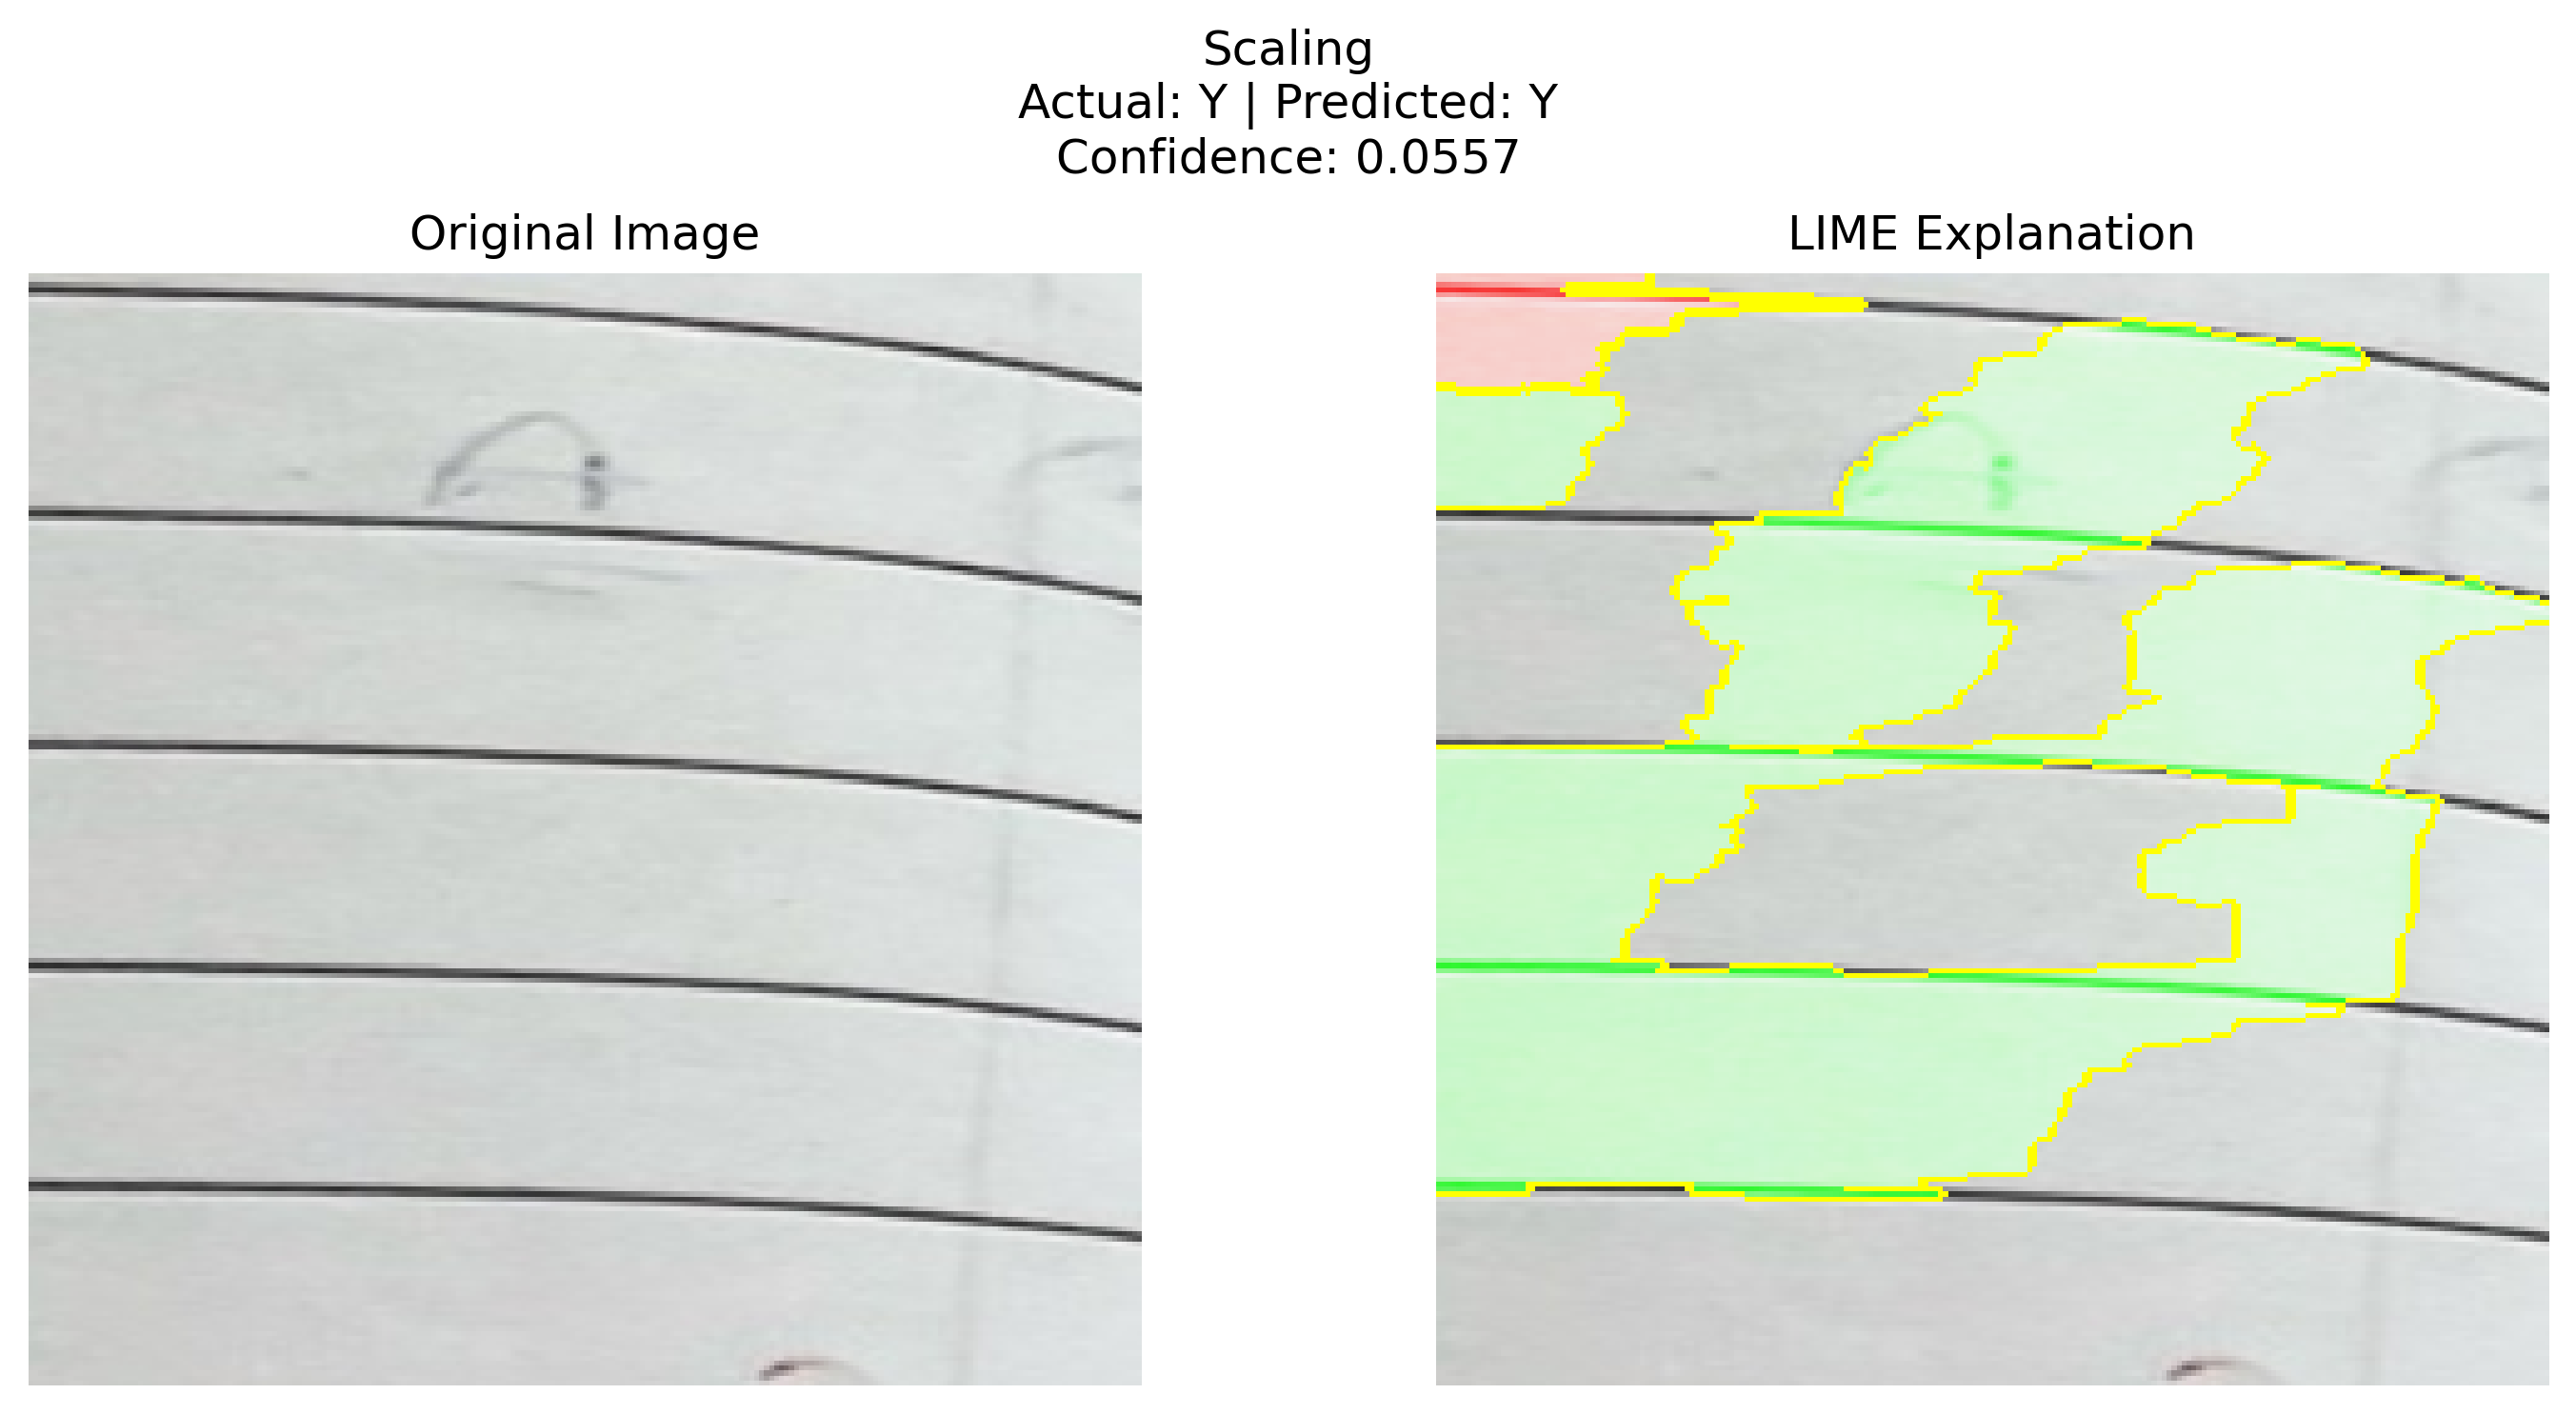 Scaling
Actual: Y | Predicted: Y
Confidence: 0.0557
Original Image
LIME Explanation